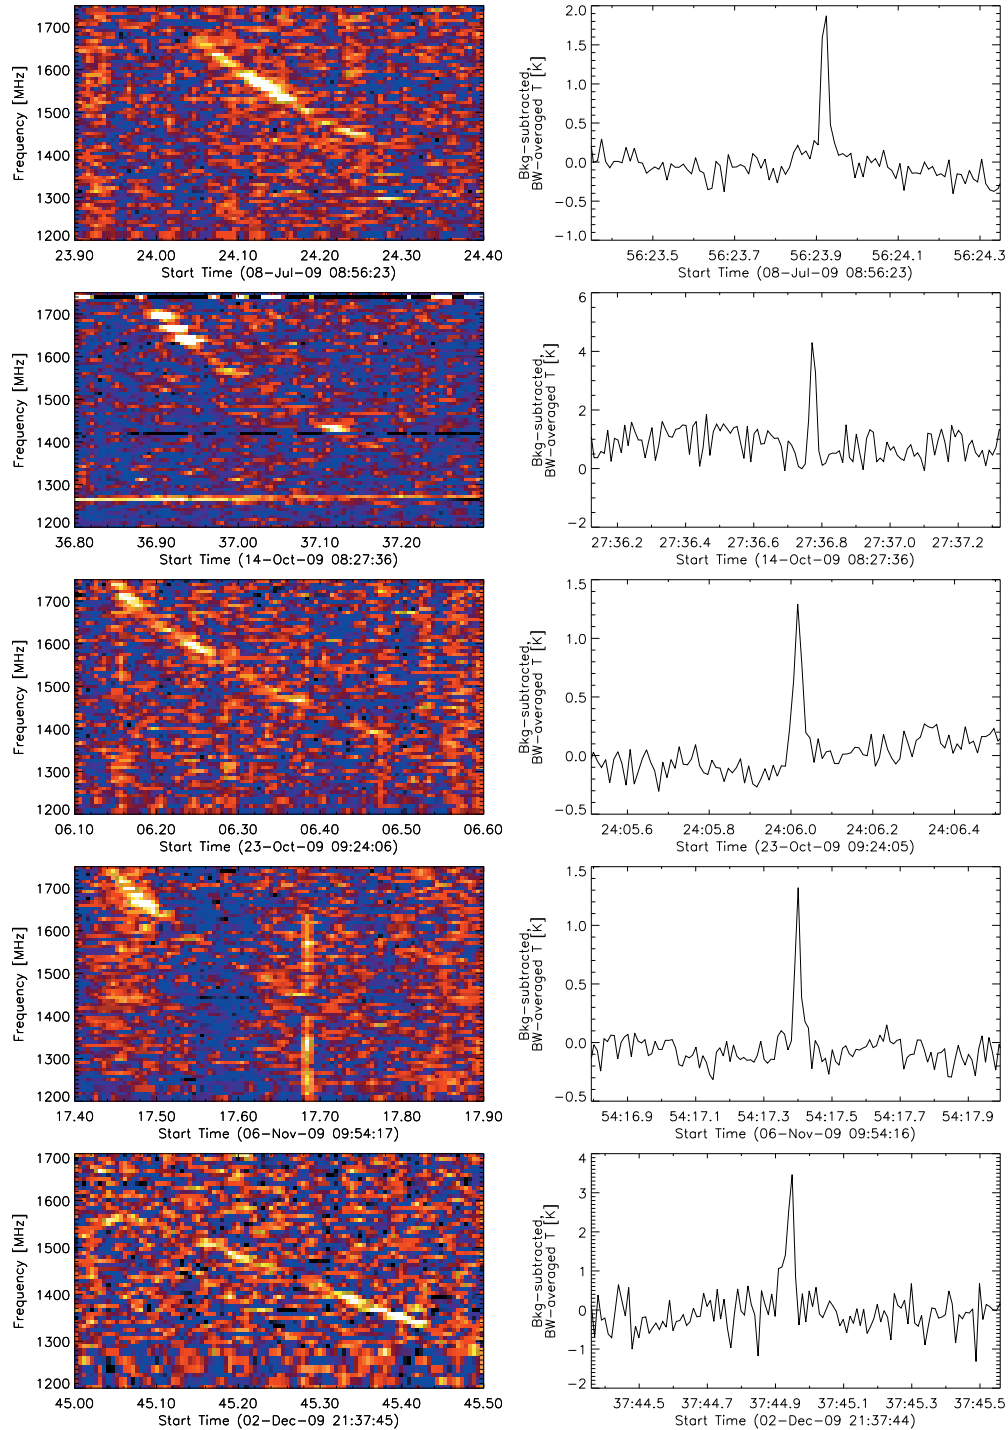 Frequency [MHz]
1700
1600
1500
1400
1300
1200
23.90 24.00 24.10 24.20 24.30 24.40
Start Time (08-Jul-09 08:56:23)
Bkg-subtracted,
BW-averaged T [K]
2.0
1.5
1.0
0.5
0.0
-0.5
-1.0
56:23.5 56:23.7 56:23.9 56:24.1 56:24.3
Start Time (08-Jul-09 08:56:23)
Frequency [MHz]
1700
1600
1500
1400
1300
1200
36.80 36.90 37.00 37.10 37.20
Start Time (14-Oct-09 08:27:36)
Bkg-subtracted,
BW-averaged T [K]
6
4
2
0
-2
27:36.2 27:36.4 27:36.6 27:36.8 27:37.0 27:37.2
Start Time (14-Oct-09 08:27:36)
Frequency [MHz]
1700
1600
1500
1400
1300
1200
06.10 06.20 06.30 06.40 06.50 06.60
Start Time (23-Oct-09 09:24:06)
Bkg-subtracted,
BW-averaged T [K]
1.5
1.0
0.5
0.0
-0.5
24:05.6 24:05.8 24:06.0 24:06.2 24:06.4
Start Time (23-Oct-09 09:24:05)
Frequency [MHz]
1700
1600
1500
1400
1300
1200
17.40 17.50 17.60 17.70 17.80 17.90
Start Time (06-Nov-09 09:54:17)
Bkg-subtracted,
BW-averaged T [K]
1.5
1.0
0.5
0.0
-0.5
54:16.9 54:17.1 54:17.3 54:17.5 54:17.7 54:17.9
Start Time (06-Nov-09 09:54:16)
Frequency [MHz]
1700
1600
1500
1400
1300
1200
45.00 45.10 45.20 45.30 45.40 45.50
Start Time (02-Dec-09 21:37:45)
Bkg-subtracted,
BW-averaged T [K]
4
3
2
1
0
-1
-2
37:44.5 37:44.7 37:44.9 37:45.1 37:45.3 37:45.5
Start Time (02-Dec-09 21:37:44)